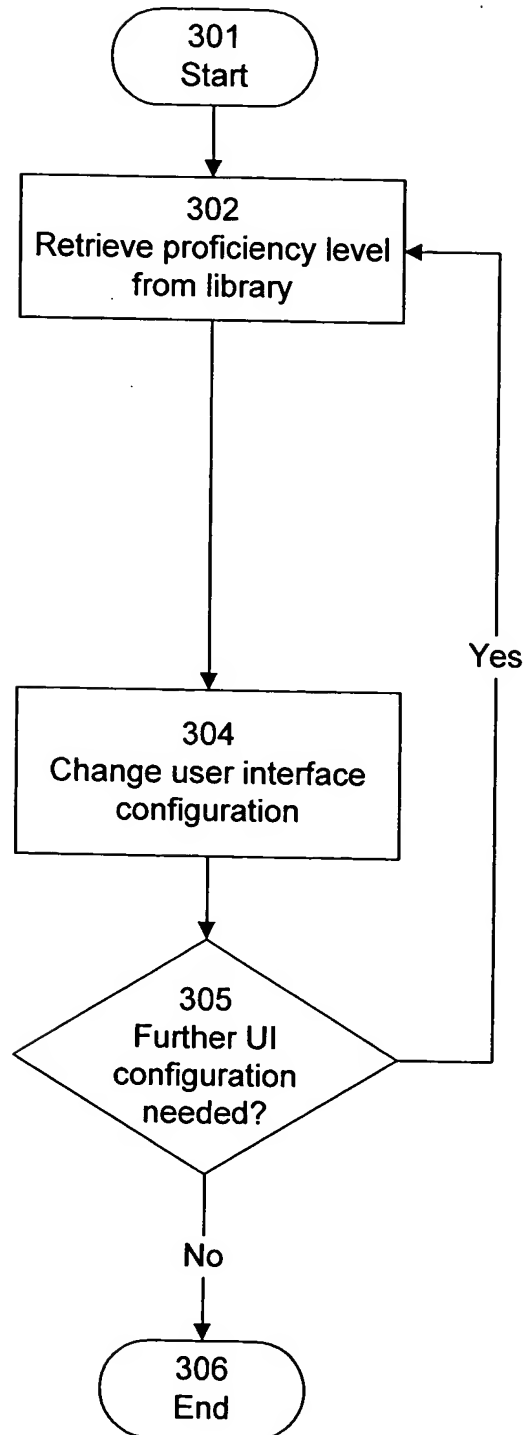 301
Start
302
Retrieve proficiency level
from library
Yes
304
Change user interface
configuration
305
Further UI
configuration
needed?
No
306
End